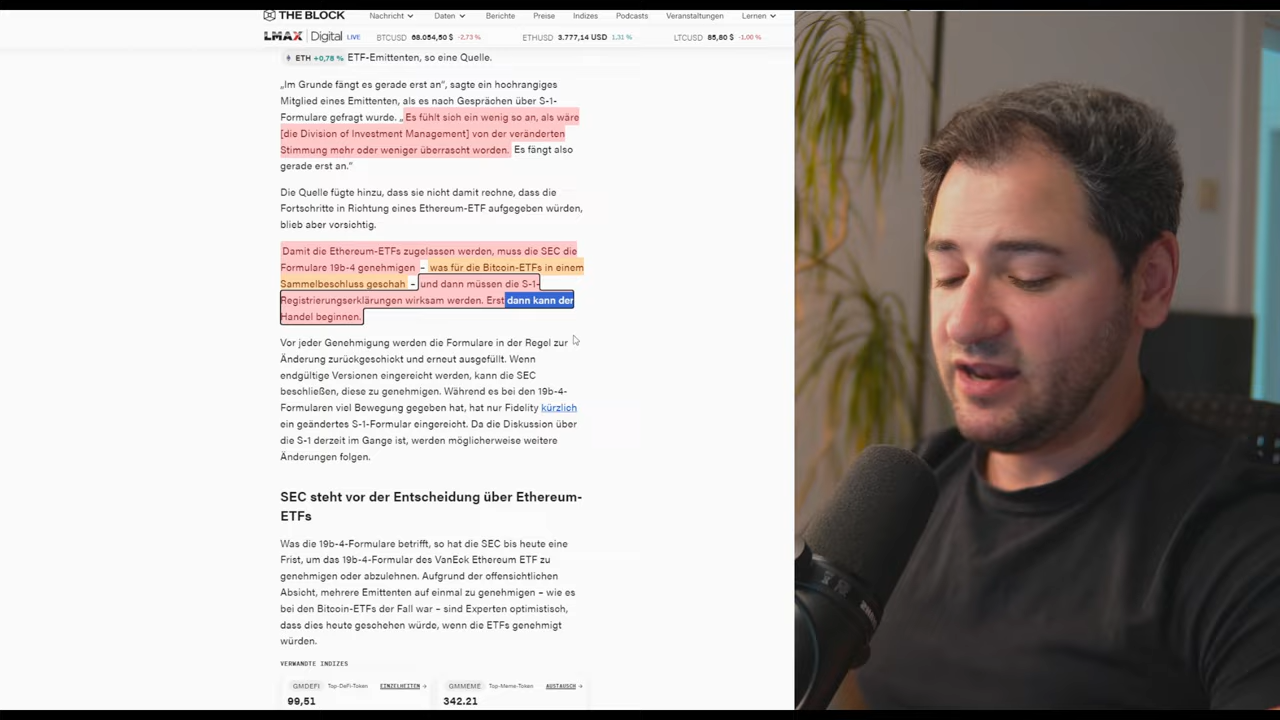 THE BLOCK Nachricht Daten Berichte Preise Indizes Podcasts Veranstaltungen Lernen
LMAX Digital LIVE BTCUSD 68.054,50 $ -2,73 % ETHUSD 3.777,14 USD 1,31 % LTCUSD 85,80 $ -1,00 %
ETH +0,78 % ETF-Emittenten, so eine Quelle.
„Im Grunde fängt es gerade erst an“, sagte ein hochrangiges
Mitglied eines Emittenten, als es nach Gesprächen über S-1-
Formulare gefragt wurde. „ Es fühlt sich ein wenig so an, als wäre
[die Division of Investment Management] von der veränderten
Stimmung mehr oder weniger überrascht worden. Es fängt also
gerade erst an.“
Die Quelle fügte hinzu, dass sie nicht damit rechne, dass die
Fortschritte in Richtung eines Ethereum-ETF aufgegeben würden,
blieb aber vorsichtig.
Damit die Ethereum-ETFs zugelassen werden, muss die SEC die
Formulare 19b-4 genehmigen – was für die Bitcoin-ETFs in einem
Sammelbeschluss geschah – und dann müssen die S-1-
Registrierungserklärungen wirksam werden. Erst dann kann der
Handel beginnen.
Vor jeder Genehmigung werden die Formulare in der Regel zur
Änderung zurückgeschickt und erneut ausgefüllt. Wenn
endgültige Versionen eingereicht werden, kann die SEC
beschließen, diese zu genehmigen. Während es bei den 19b-4-
Formularen viel Bewegung gegeben hat, hat nur Fidelity kürzlich
ein geändertes S-1-Formular eingereicht. Da die Diskussion über
die S-1 derzeit im Gange ist, werden möglicherweise weitere
Änderungen folgen.
SEC steht vor der Entscheidung über Ethereum-
ETFs
Was die 19b-4-Formulare betrifft, so hat die SEC bis heute eine
Frist, um das 19b-4-Formular des VanEck Ethereum ETF zu
genehmigen oder abzulehnen. Aufgrund der offensichtlichen
Absicht, mehrere Emittenten auf einmal zu genehmigen – wie es
bei den Bitcoin-ETFs der Fall war – sind Experten optimistisch,
dass dies heute geschehen würde, wenn die ETFs genehmigt
würden.
VERWANDTE INDIZES
GMDEFI Top-DeFi-Token EINZELHEITEN → GMMEME Top-Meme-Token AUSTAUSCH →
99,51 342.21